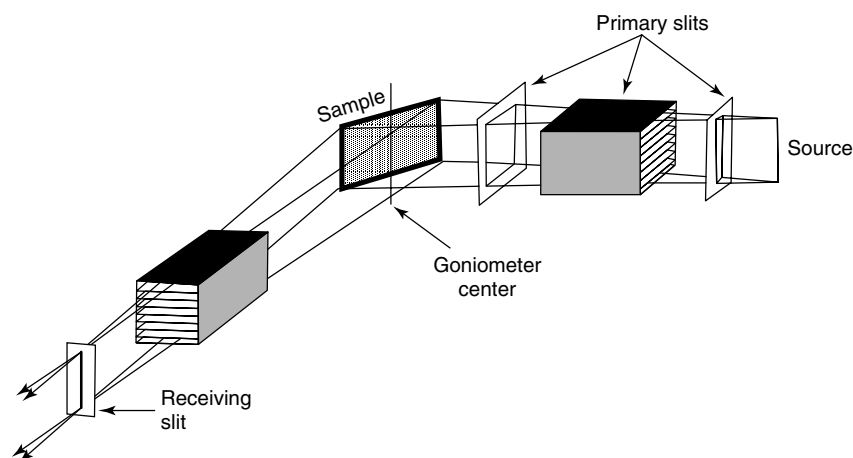 Primary slits
Sample
Source
Goniometer
center
Receiving
slit